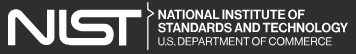 NIST
NATIONAL INSTITUTE OF
STANDARDS AND TECHNOLOGY
U.S. DEPARTMENT OF COMMERCE